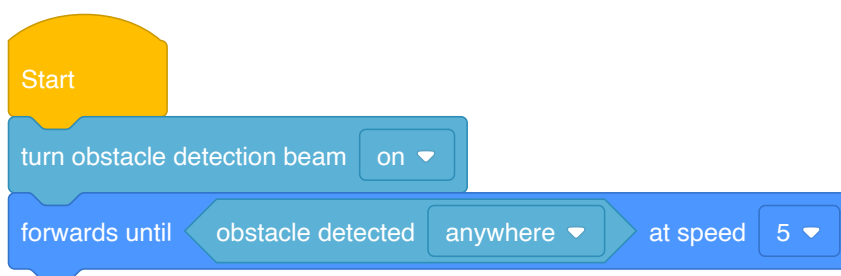 Start
turn obstacle detection beam on
forwards until obstacle detected anywhere at speed 5